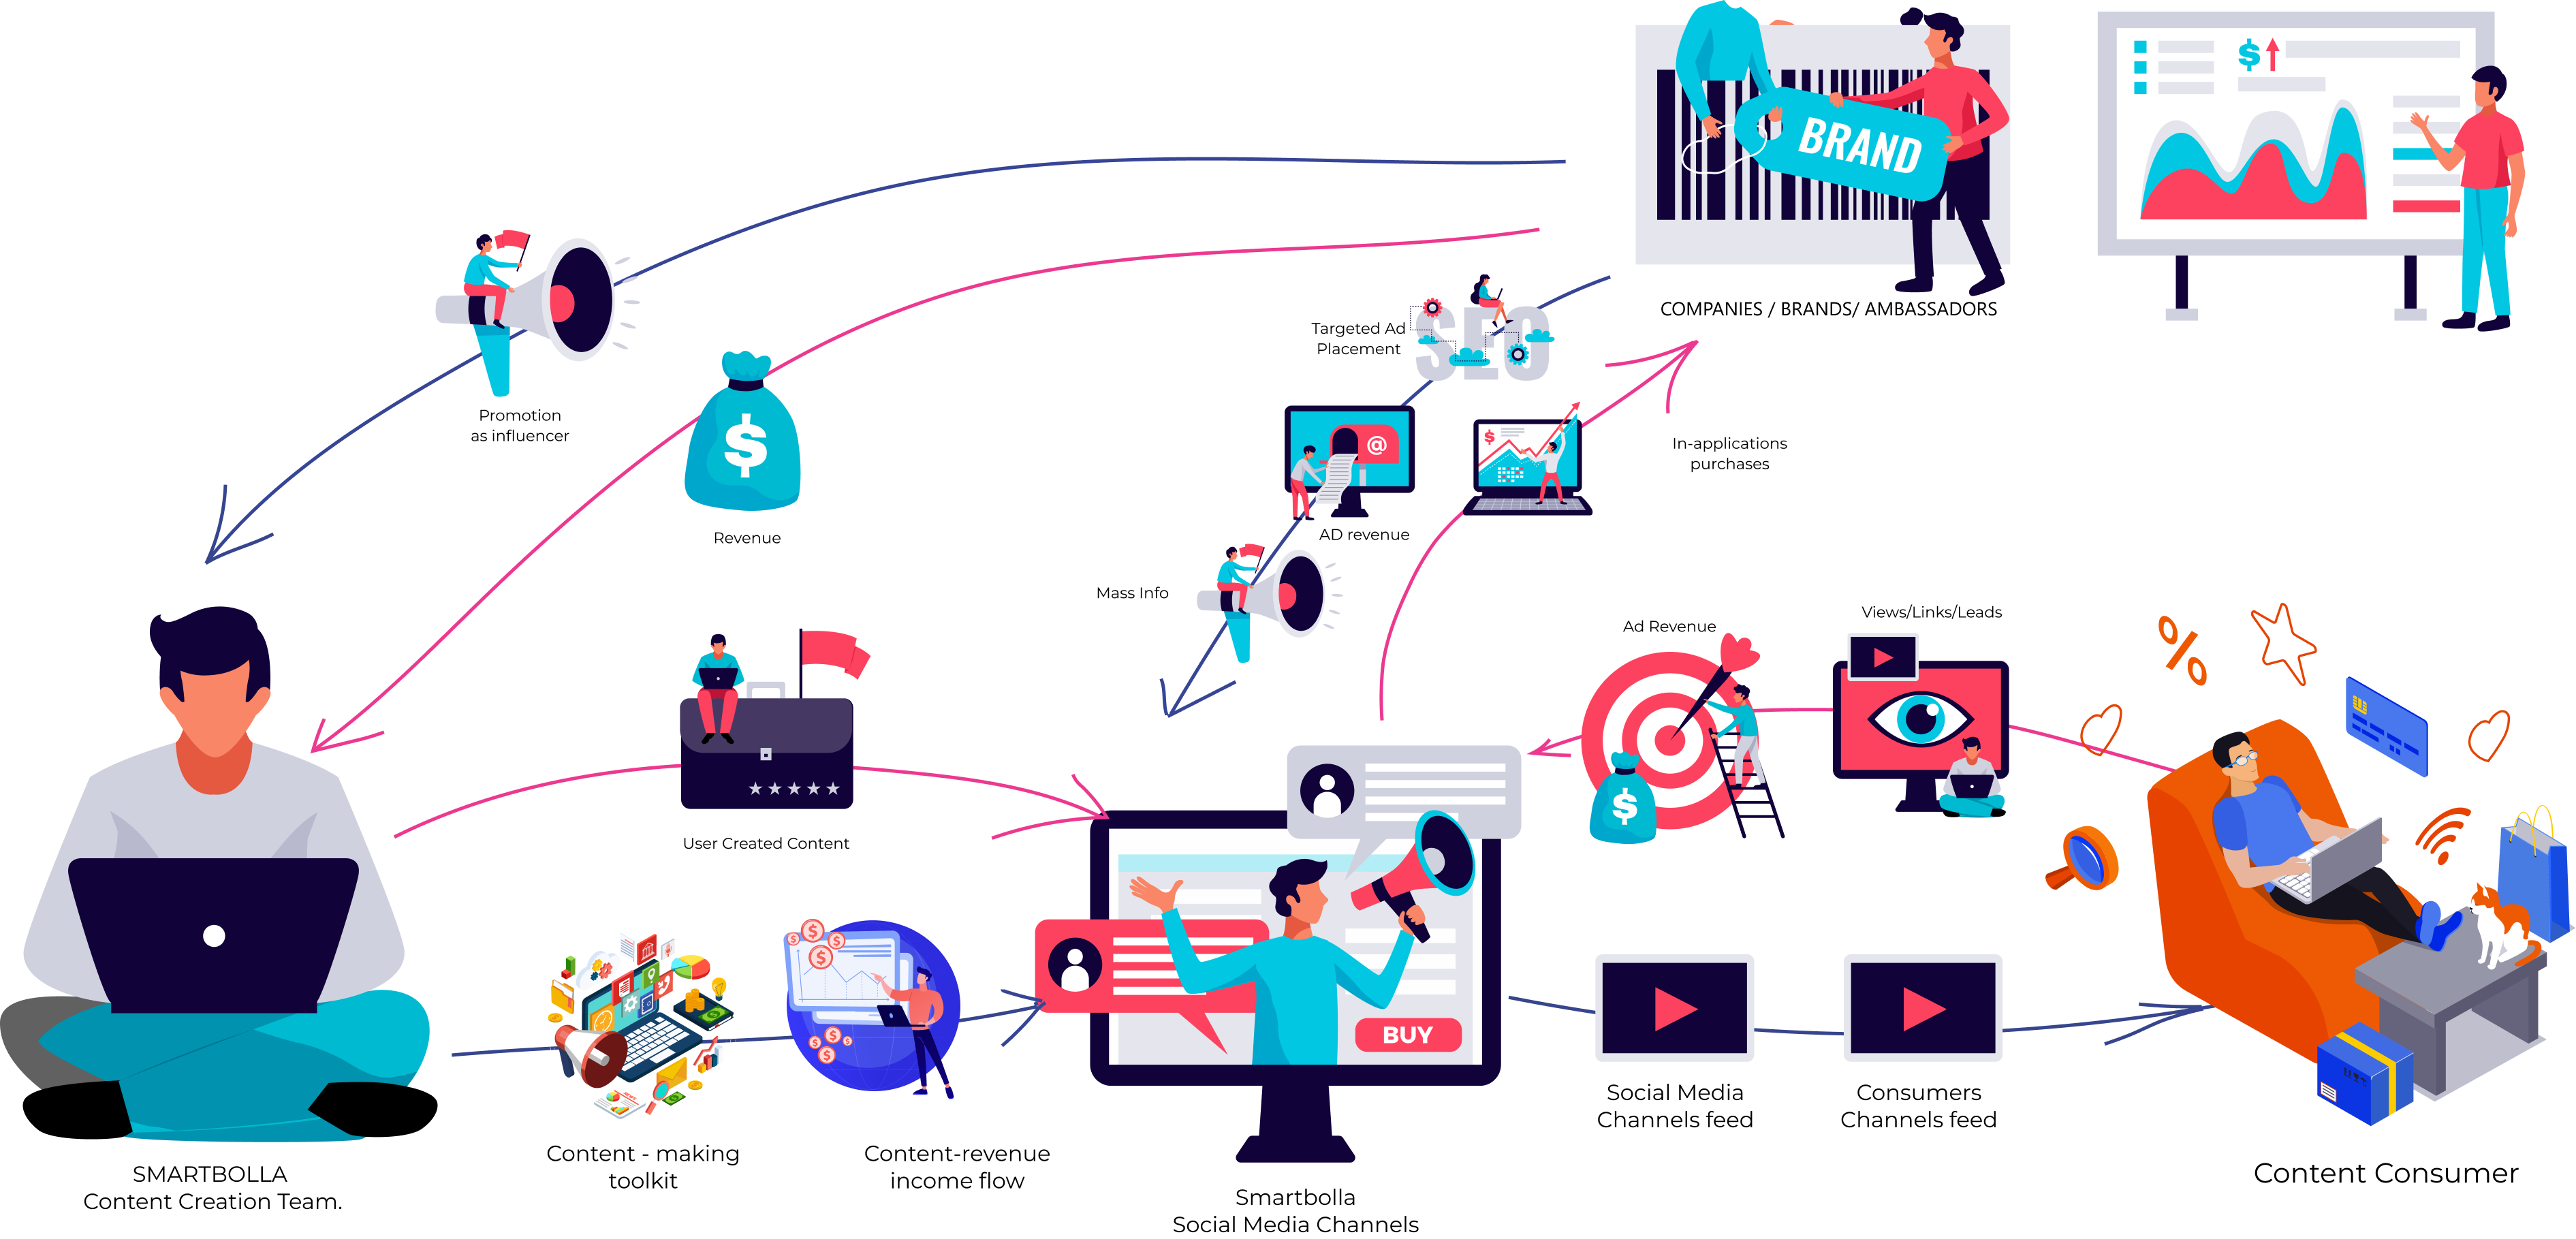 BRAND
$
COMPANIES / BRANDS/ AMBASSADORS
SEO
Targeted Ad
Placement
Promotion
as influencer
$
@
$
In-applications
purchases
Revenue
AD revenue
Mass Info
Views/Links/Leads
Ad Revenue
%
$
User Created Content
$
$
$
$
BUY
$
$
$
$
Social Media
Channels feed
Consumers
Channels feed
Content - making
toolkit
Content-revenue
income flow
SMARTBOLLA
Content Creation Team.
Smartbolla
Social Media Channels
Content Consumer